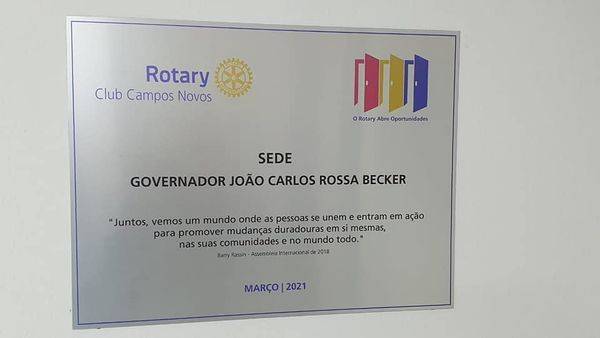 Rotary
Club Campos Novos
O Rotary Abre Oportunidades
SEDE
GOVERNADOR JOÃO CARLOS ROSSA BECKER
"Juntos, vemos um mundo onde as pessoas se unem e entram em ação
para promover mudanças duradouras em si mesmas,
nas suas comunidades e no mundo todo."
Barry Rassin - Assembleia Internacional de 2018
MARÇO | 2021